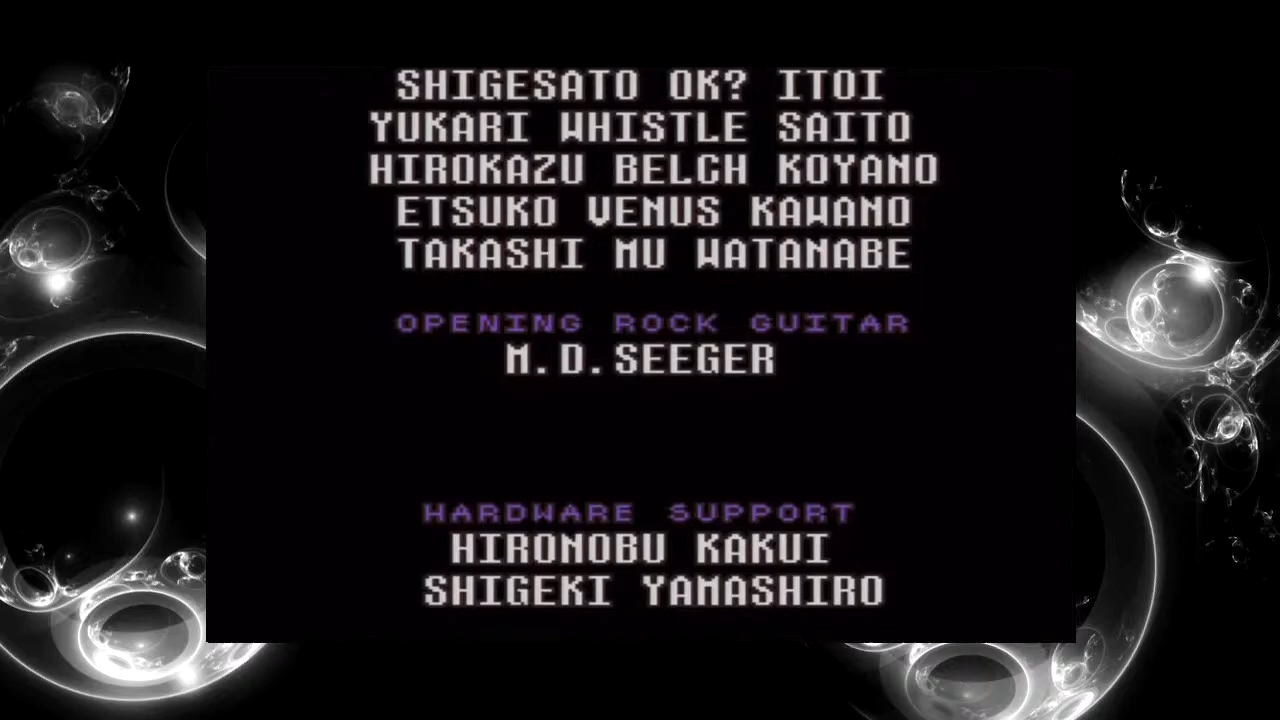 SHIGESATO OK? ITOI
YUKARI WHISTLE SAITO
HIROKAZU BELCH KOYANO
ETSUKO VENUS KAWANO
TAKASHI MU WATANABE
OPENING ROCK GUITAR
M.D.SEEGER
HARDWARE SUPPORT
HIRONOBU KAKUI
SHIGEKI YAMASHIRO